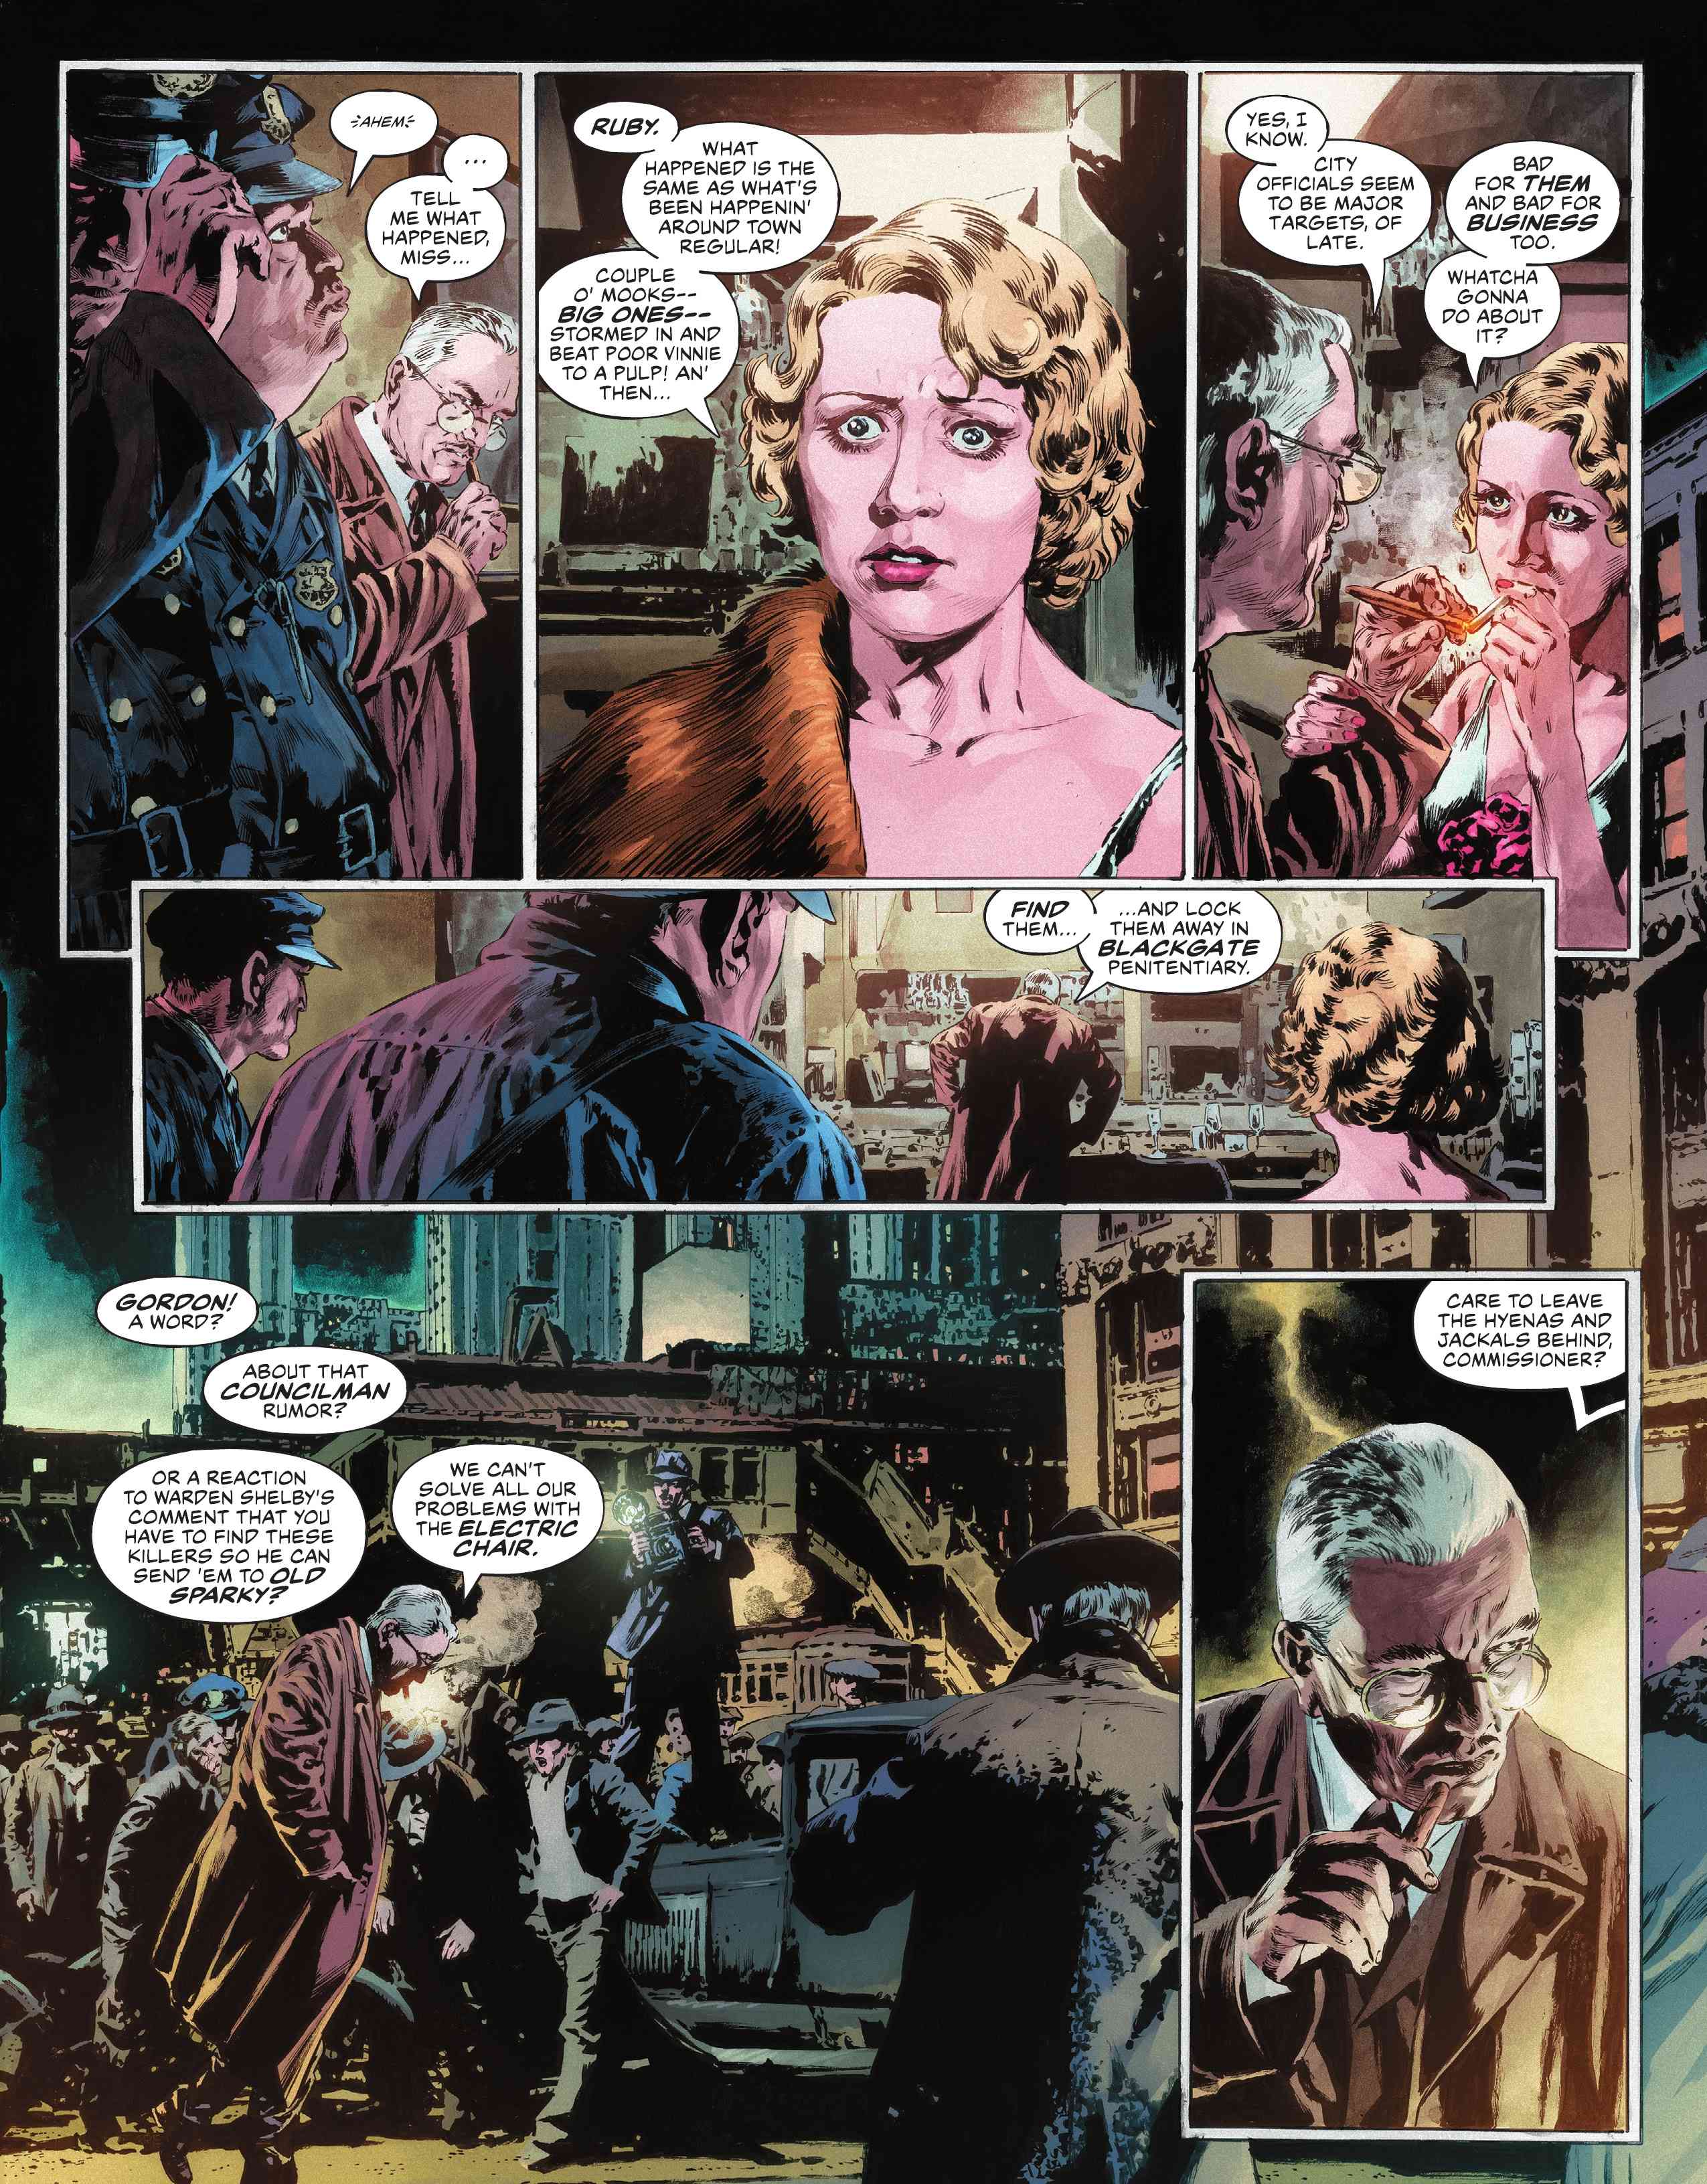 AHEM
...
TELL
ME WHAT
HAPPENED,
MISS...
RUBY.
WHAT
HAPPENED IS THE
SAME AS WHAT'S
BEEN HAPPENIN'
AROUND TOWN
REGULAR!
COUPLE
O' MOOKS--
BIG ONES--
STORMED IN AND
BEAT POOR VINNIE
TO A PULP! AN'
THEN...
YES, I
KNOW.
CITY
OFFICIALS SEEM
TO BE MAJOR
TARGETS, OF
LATE.
BAD
FOR THEM
AND BAD FOR
BUSINESS
TOO.
WHATCHA
GONNA
DO ABOUT
IT?
FIND
THEM...
...AND LOCK
THEM AWAY IN
BLACKGATE
PENITENTIARY.
GORDON!
A WORD?
ABOUT THAT
COUNCILMAN
RUMOR?
OR A REACTION
TO WARDEN SHELBY'S
COMMENT THAT YOU
HAVE TO FIND THESE
KILLERS SO HE CAN
SEND 'EM TO OLD
SPARKY?
WE CAN'T
SOLVE ALL OUR
PROBLEMS WITH
THE ELECTRIC
CHAIR.
CARE TO LEAVE
THE HYENAS AND
JACKALS BEHIND,
COMMISSIONER?